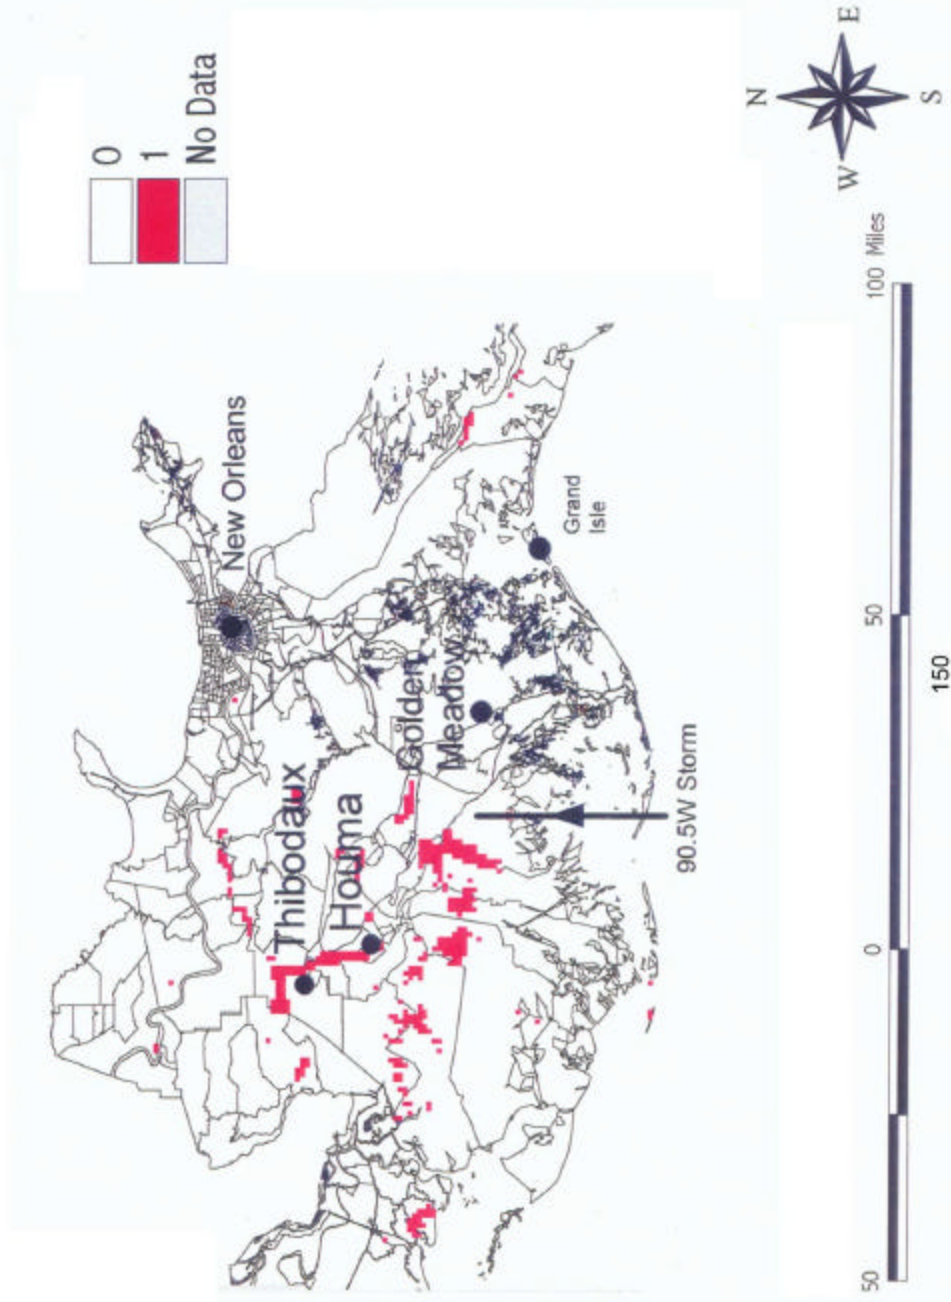 0
1
No Data
New Orleans
Thibodaux
Houma
Golden
Meadow
Grand
Isle
90.5W Storm
N
W
E
S
50
0
50
100 Miles
150